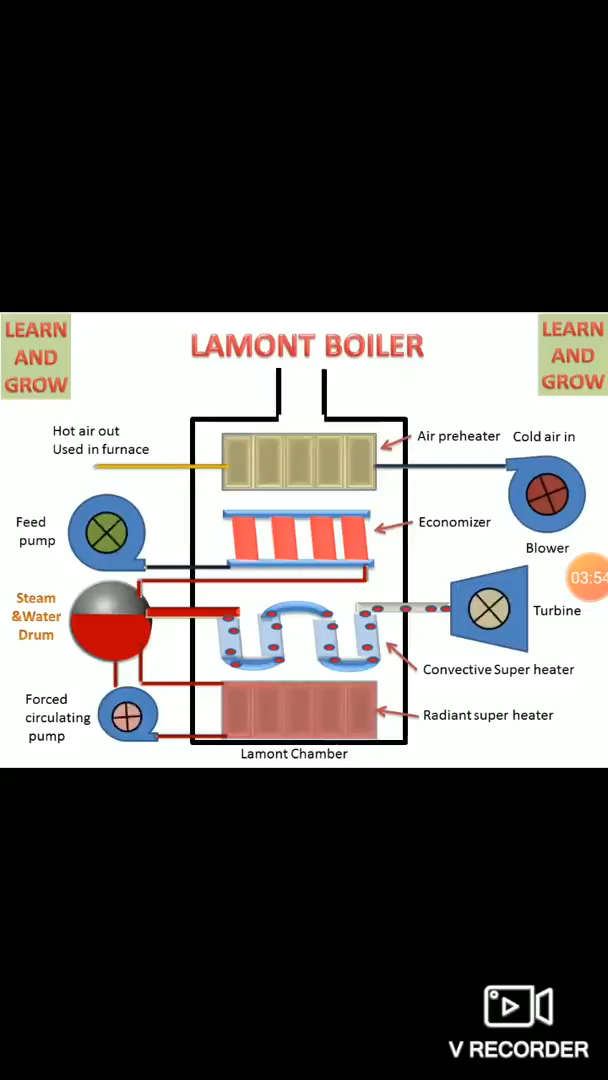 LEARN
AND
GROW
LAMONT BOILER
LEARN
AND
GROW
Hot air out
Used in furnace
Air preheater
Cold air in
Feed
pump
Economizer
Blower
03:54
Steam
&Water
Drum
Turbine
Convective Super heater
Forced
circulating
pump
Radiant super heater
Lamont Chamber
V RECORDER